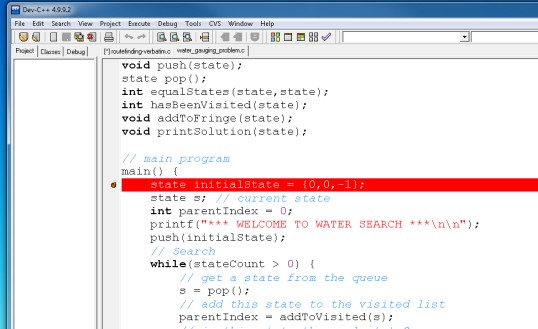 Dev-C++ 4.9.9.2
File Edit Search View Project Execute Debug Tools CVS Window Help
Project Classes Debug
[*] routefinding-verbatim.c water_gauging_problem.c
void push(state);
state pop();
int equalStates(state,state);
int hasBeenVisited(state);
void addToFringe(state);
void printSolution(state);
// main program
main() {
state initialState = {0,0,-1};
state s; // current state
int parentIndex = 0;
printf("*** WELCOME TO WATER SEARCH ***\n\n");
push(initialState);
// Search
while(stateCount > 0) {
// get a state from the queue
s = pop();
// add this state to the visited list
parentIndex = addToVisited(s);